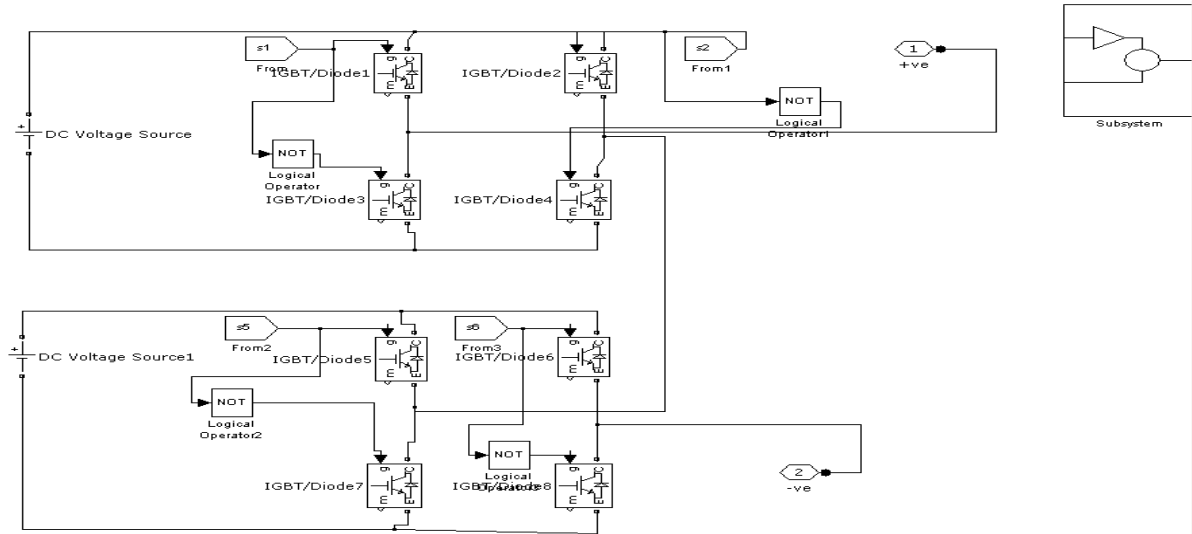 s1
From
IGBT/Diode1
IGBT/Diode2
s2
From1
1
+ve
g
C
m
E
g
C
m
E
NOT
Logical
Operator1
Subsystem
+
DC Voltage Source
NOT
Logical
Operator
IGBT/Diode3
g
C
m
E
IGBT/Diode4
g
C
m
E
s5
From2
IGBT/Diode5
g
C
m
E
s6
From3
IGBT/Diode6
g
C
m
E
+
DC Voltage Source1
NOT
Logical
Operator2
NOT
Logical
IGBT/Diode7
g
C
m
E
IGBT/Diode8
g
C
m
E
2
-ve